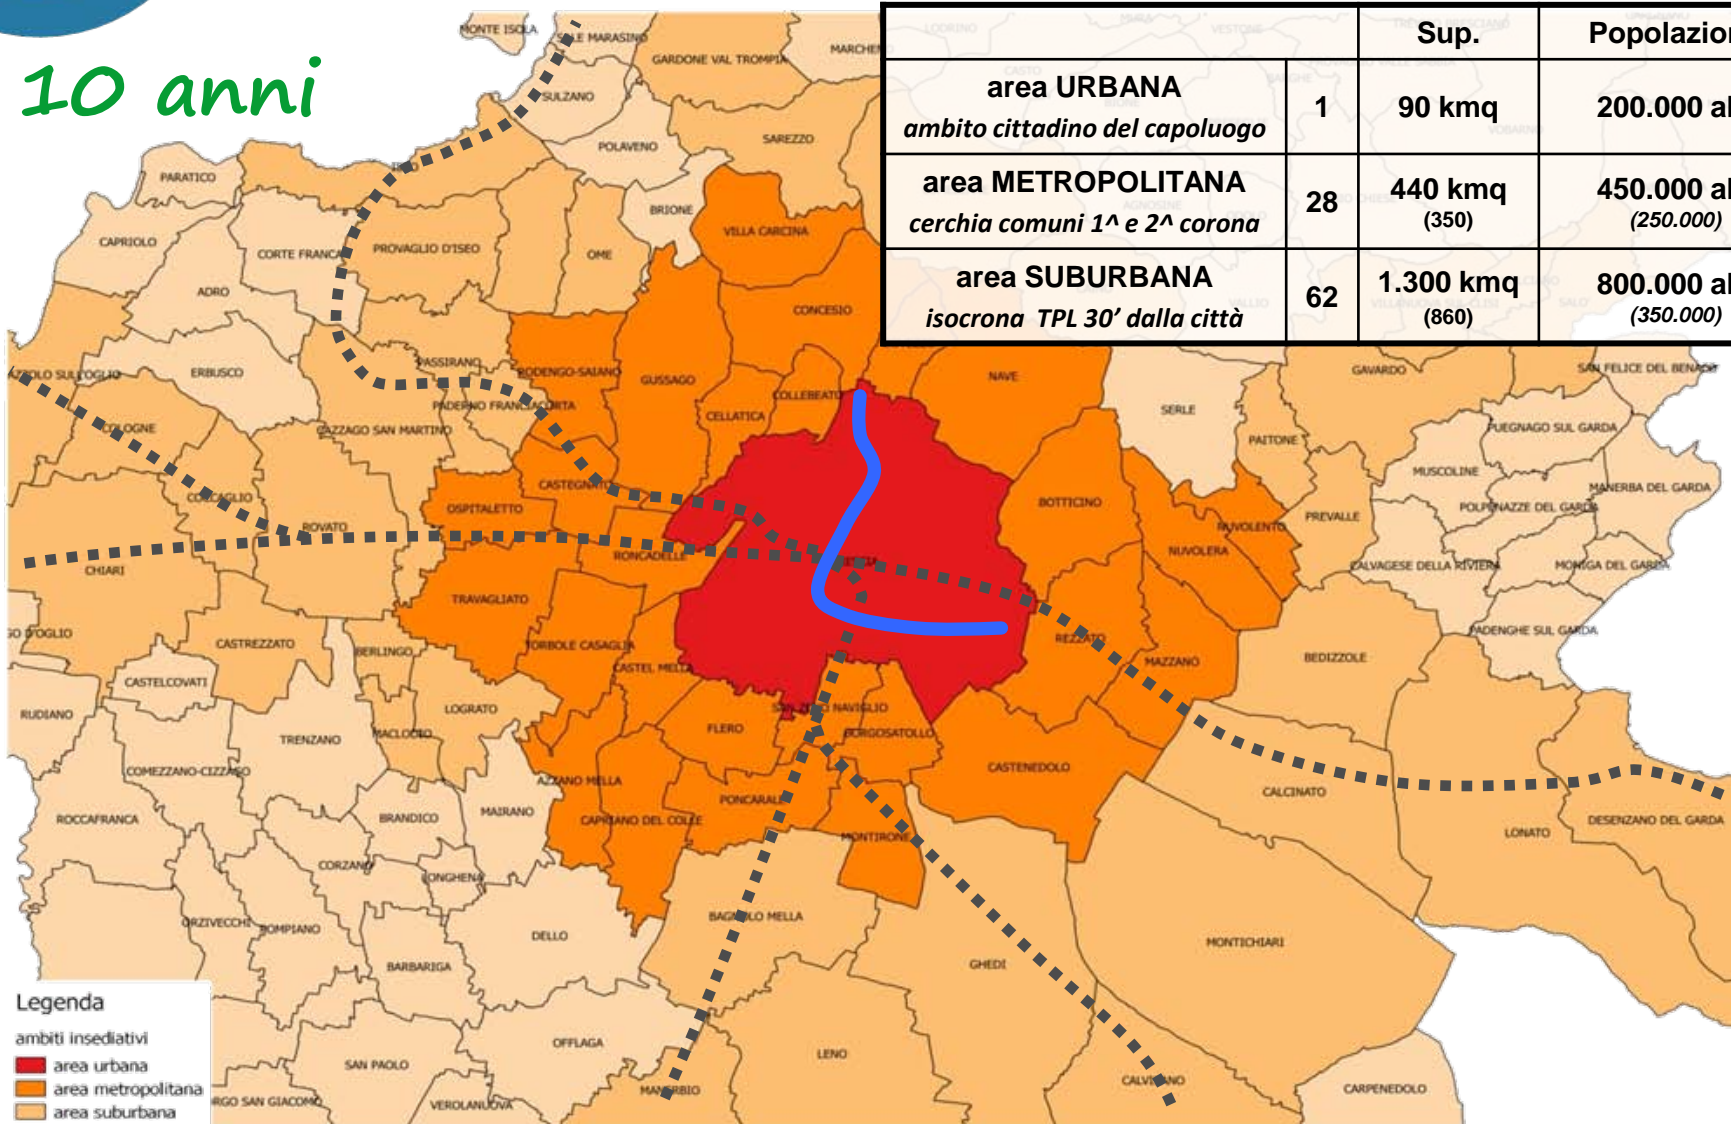 10 anni
Sup.
Popolazion
area URBANA
ambito cittadino del capoluogo
1
90 kmq
200.000 ab
area METROPOLITANA
cerchia comuni 1^ e 2^ corona
28
440 kmq
(350)
450.000 ab
(250.000)
area SUBURBANA
isocrona TPL 30' dalla città
62
1.300 kmq
(860)
800.000 ab
(350.000)
MONTE ISOLA
SALE MARASINO
GARDONE VAL TROMPIA
MARCHENO
SULZANO
SAREZZO
POLAVENO
PARATICO
BRIONE
CAPRIOLO
CORTE FRANCA
PROVAGLIO D'ISEO
OME
VILLA CARCINA
ADRO
CONCESIO
ERBUSCO
PASSIRANO
RODENGO-SAIANO
GUSSAGO
NAVE
GAVARDO
SAN FELICE DEL BENACO
COLLEBEATO
CELLATICA
PADERNO FRANCIACORTA
SERLE
COLOGNE
CAZZAGO SAN MARTINO
PUEGNAGO SUL GARDA
PAITONE
MUSCOLINE
CASTEGNATO
MANERBA DEL GARDA
COCCAGLIO
OSPITALETTO
BOTTICINO
POLPENAZZE DEL GARDA
PREVALLE
ROVATO
NUVOLENTO
RONCADELLE
NUVOLERA
CHIARI
CALVAGESE DELLA RIVIERA
MONIGA DEL GARDA
TRAVAGLIATO
PADENGHE SUL GARDA
CASTREZZATO
TORBOLE CASAGLIA
REZZATO
BERLINGO
CASTEL MELLA
MAZZANO
BEDIZZOLE
CASTELCOVATI
RUDIANO
LOGRATO
SAN ZENO NAVIGLIO
FLERO
TRENZANO
MACLODIO
BORGOSATOLLO
COMEZZANO-CIZZAGO
CASTENEDOLO
AZZANO MELLA
CALCINATO
PONCARALE
MAIRANO
ROCCAFRANCA
BRANDICO
CAPRIANO DEL COLLE
DESENZANO DEL GARDA
LONATO
MONTIRONE
CORZANO
LONGHENA
BAGNOLO MELLA
ORZIVECCHI
POMPIANO
DELLO
MONTICHIARI
BARBARIGA
GHEDI
OFFLAGA
LENO
SAN PAOLO
CALVISANO
MANERBIO
CARPENEDOLO
VEROLANUOVA
Legenda
ambiti insediativi
area urbana
area metropolitana
area suburbana